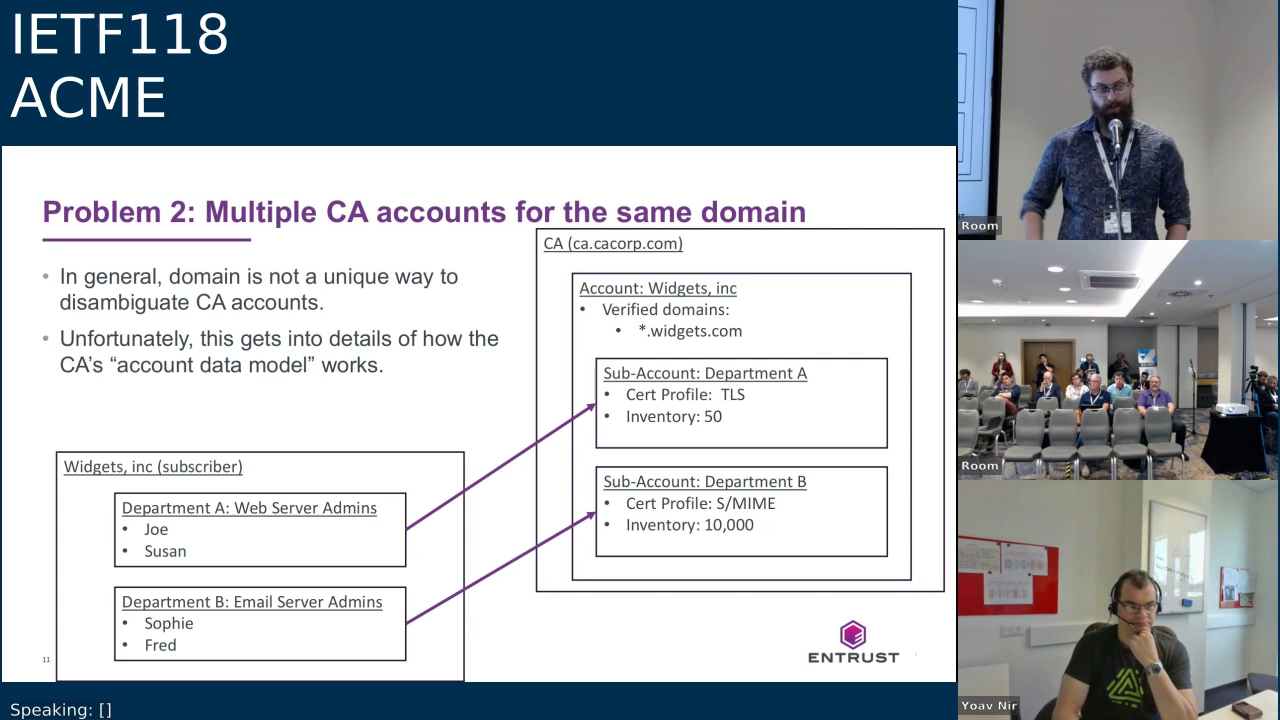 IETF118
ACME
Problem 2: Multiple CA accounts for the same domain
• In general, domain is not a unique way to
disambiguate CA accounts.
• Unfortunately, this gets into details of how the
CA’s “account data model” works.
CA (ca.cacorp.com)
Account: Widgets, inc
• Verified domains:
• *.widgets.com
Sub-Account: Department A
• Cert Profile: TLS
• Inventory: 50
Sub-Account: Department B
• Cert Profile: S/MIME
• Inventory: 10,000
Widgets, inc (subscriber)
Department A: Web Server Admins
• Joe
• Susan
Department B: Email Server Admins
• Sophie
• Fred
11
ENTRUST
Speaking: []
Room
Room
Yoav Nir